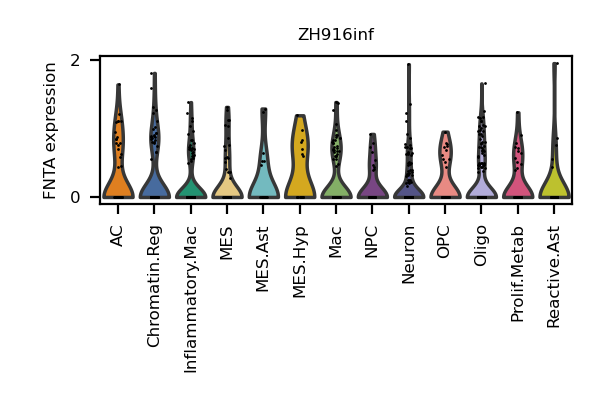 ZH916inf
FNTA expression
2
0
AC
Chromatin.Reg
Inflammatory.Mac
MES
MES.Ast
MES.Hyp
Mac
NPC
Neuron
OPC
Oligo
Prolif.Metab
Reactive.Ast